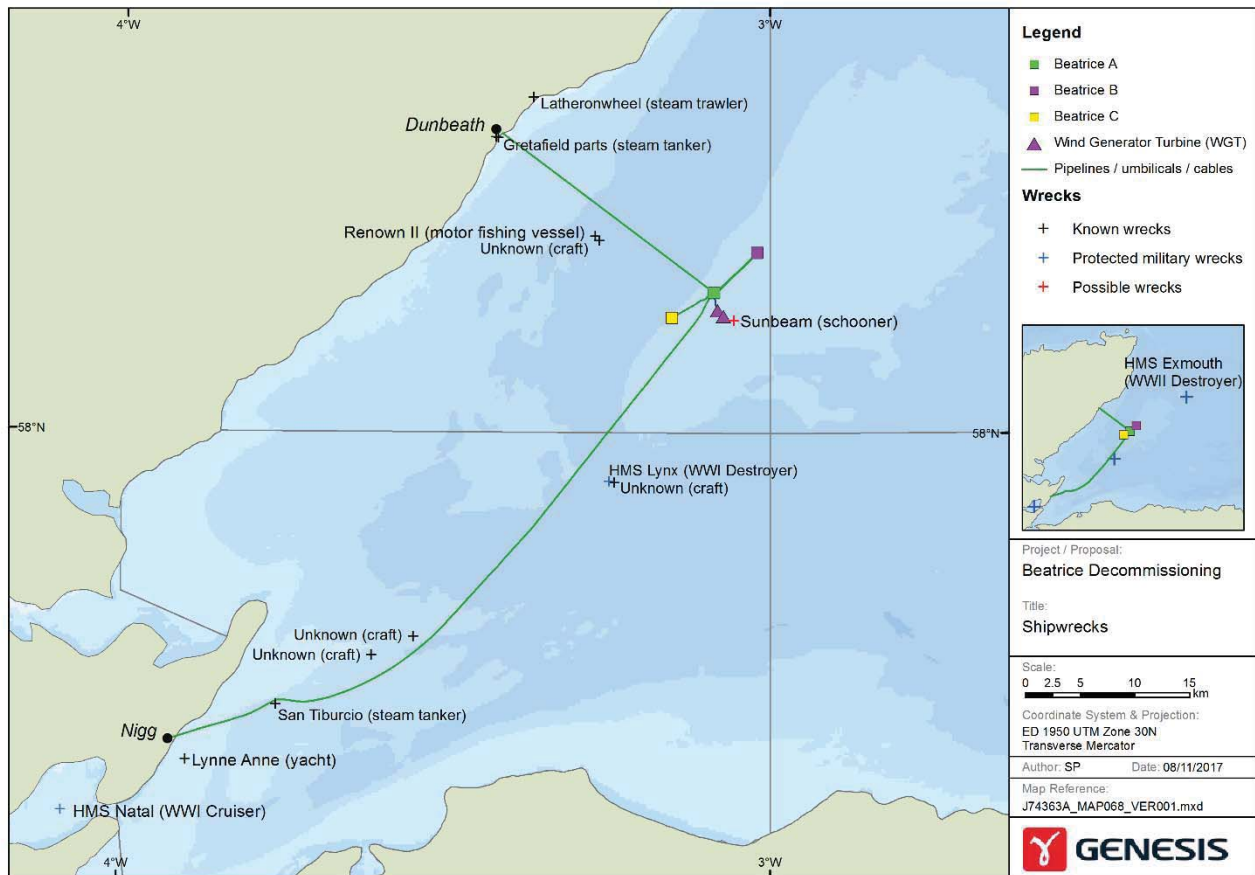 4°W
3°W
Latheronwheel (steam trawler)
Dunbeath
Gretafield parts (steam tanker)
Renown II (motor fishing vessel)
Unknown (craft)
Sunbeam (schooner)
58°N
58°N
HMS Lynx (WWI Destroyer)
Unknown (craft)
Unknown (craft)
Unknown (craft)
San Tiburcio (steam tanker)
Nigg
Lynne Anne (yacht)
HMS Natal (WWI Cruiser)
4°W
3°W
Legend
Beatrice A
Beatrice B
Beatrice C
Wind Generator Turbine (WGT)
Pipelines / umbilicals / cables
Wrecks
Known wrecks
Protected military wrecks
Possible wrecks
HMS Exmouth
(WWII Destroyer)
Project / Proposal:
Beatrice Decommissioning
Title:
Shipwrecks
Scale:
0 2.5 5 10 15
km
Coordinate System & Projection:
ED 1950 UTM Zone 30N
Transverse Mercator
Author: SP Date: 08/11/2017
Map Reference:
J74363A_MAP068_VER001.mxd
GENESIS